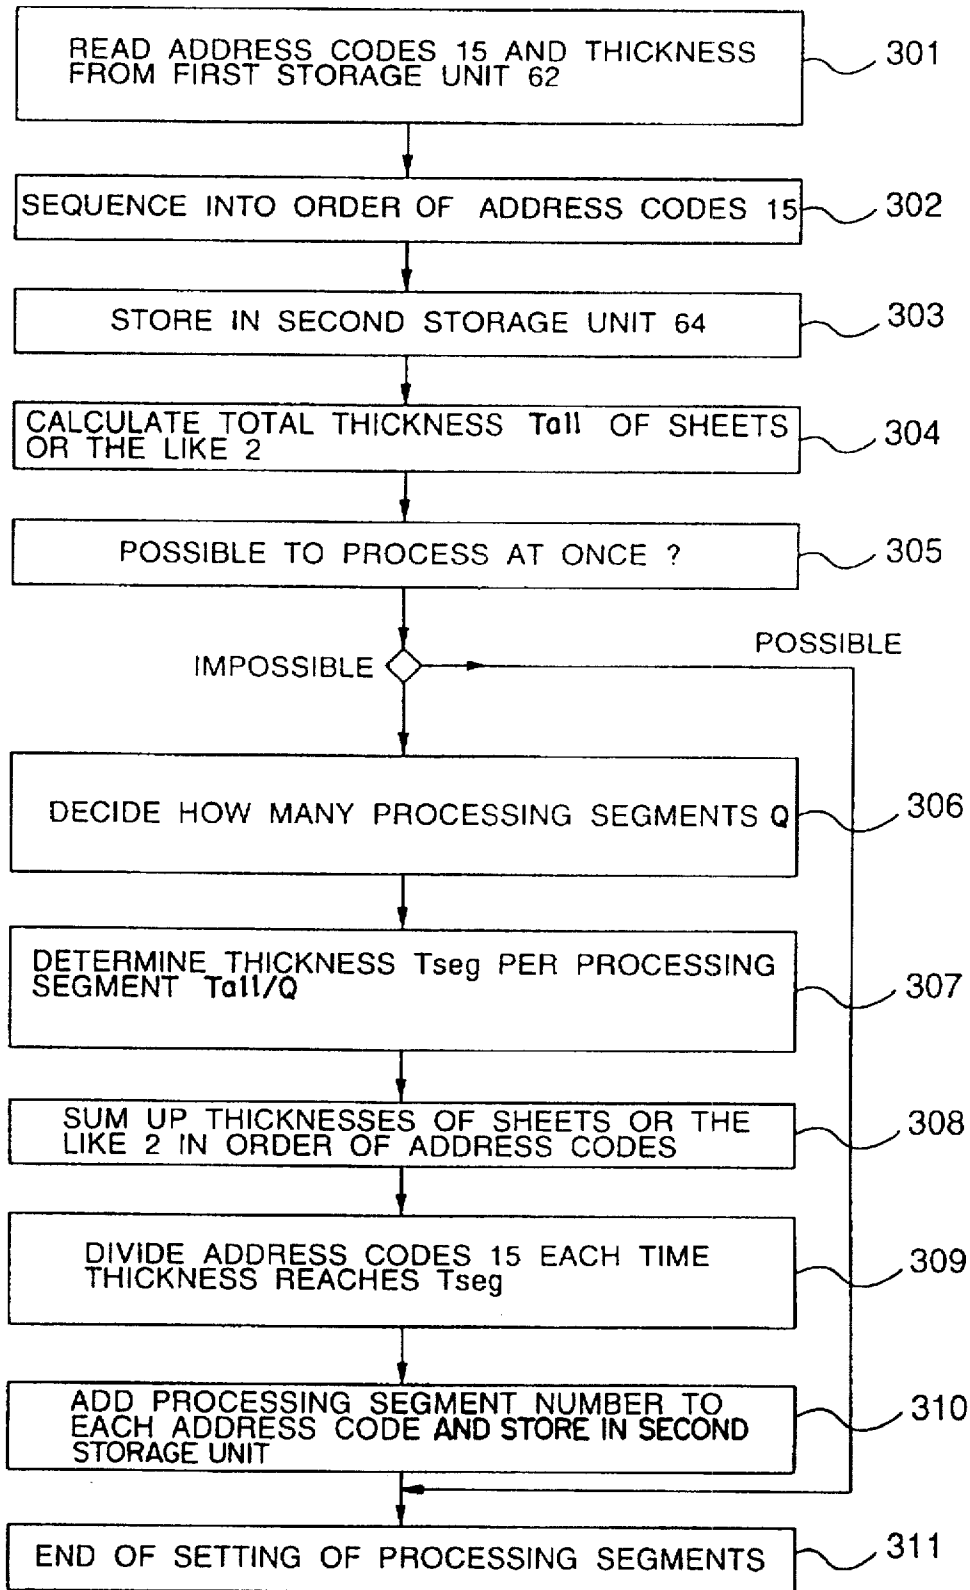 READ ADDRESS CODES 15 AND THICKNESS
FROM FIRST STORAGE UNIT 62
301
SEQUENCE INTO ORDER OF ADDRESS CODES 15
302
STORE IN SECOND STORAGE UNIT 64
303
CALCULATE TOTAL THICKNESS Tall OF SHEETS
OR THE LIKE 2
304
POSSIBLE TO PROCESS AT ONCE ?
305
POSSIBLE
IMPOSSIBLE
DECIDE HOW MANY PROCESSING SEGMENTS Q
306
DETERMINE THICKNESS Tseg PER PROCESSING
SEGMENT Tall/Q
307
SUM UP THICKNESSES OF SHEETS OR THE
LIKE 2 IN ORDER OF ADDRESS CODES
308
DIVIDE ADDRESS CODES 15 EACH TIME
THICKNESS REACHES Tseg
309
ADD PROCESSING SEGMENT NUMBER TO
EACH ADDRESS CODE AND STORE IN SECOND
STORAGE UNIT
310
END OF SETTING OF PROCESSING SEGMENTS
311